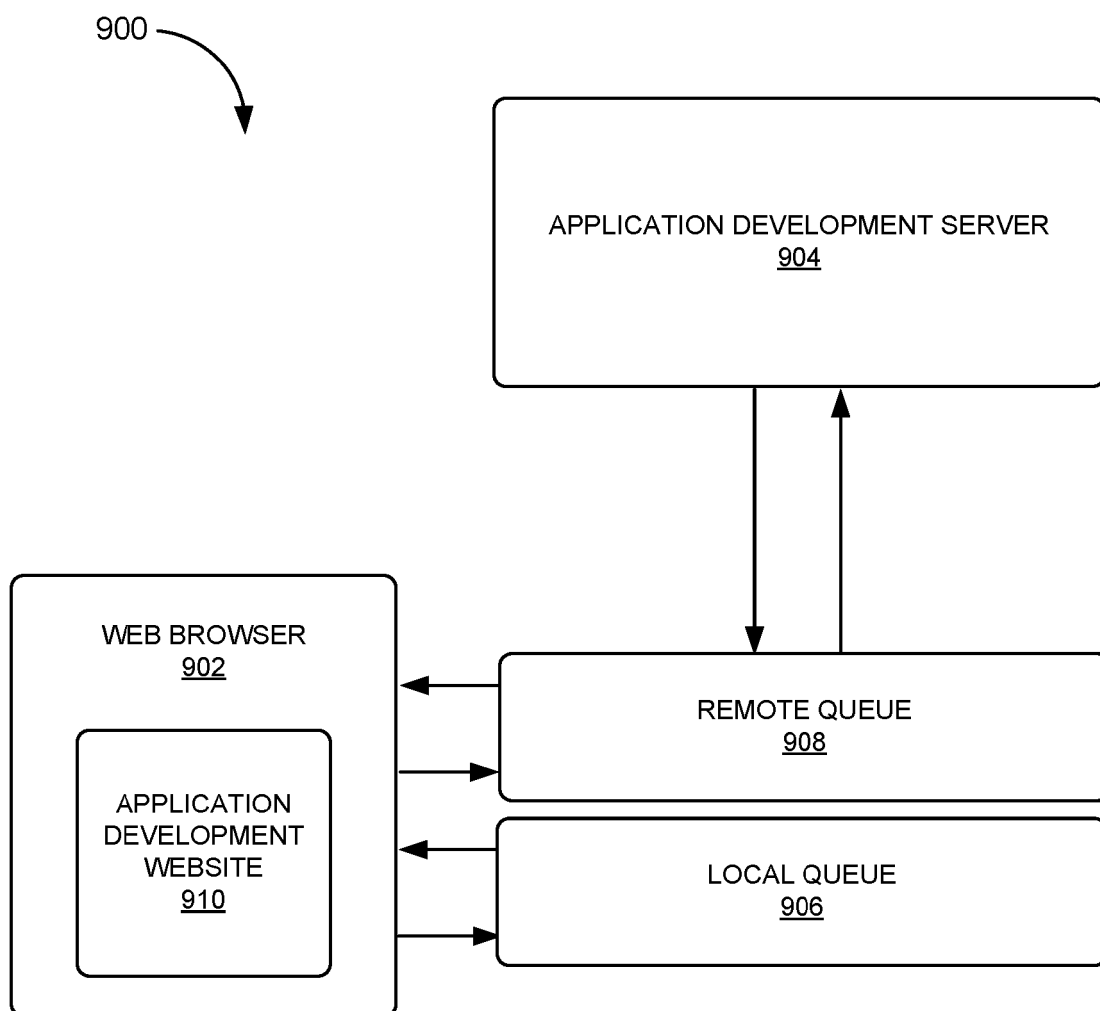 900
APPLICATION DEVELOPMENT SERVER
904
WEB BROWSER
902
REMOTE QUEUE
908
APPLICATION
DEVELOPMENT
WEBSITE
910
LOCAL QUEUE
906